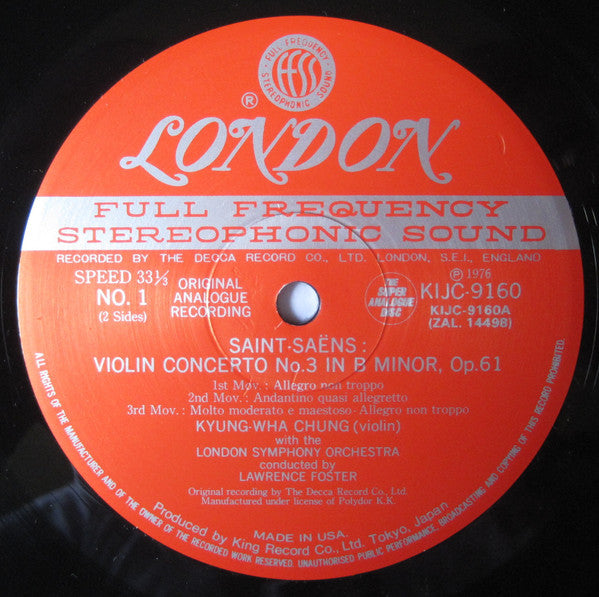 FULL FREQUENCY
STEREOPHONIC SOUND
FFSS
®
LONDON
FULL FREQUENCY
STEREOPHONIC SOUND
RECORDED BY THE DECCA RECORD CO., LTD. LONDON, S.E.I., ENGLAND
SPEED 33⅓
NO. 1
(2 Sides)
ORIGINAL
ANALOGUE
RECORDING
THE
SUPER
ANALOGUE
DISC
℗ 1976
KIJC-9160
KIJC-9160A
(ZAL. 14498)
SAINT-SAËNS:
VIOLIN CONCERTO No.3 IN B MINOR, Op.61
1st Mov.: Allegro non troppo
2nd Mov.: Andantino quasi allegretto
3rd Mov.: Molto moderato e maestoso-Allegro non troppo
KYUNG-WHA CHUNG (violin)
with the
LONDON SYMPHONY ORCHESTRA
conducted by
LAWRENCE FOSTER
Original recording by The Decca Record Co., Ltd.
Manufactured under license of Polydor K.K.
MADE IN USA.
Produced by King Record Co., Ltd. Tokyo, Japan.
ALL RIGHTS OF THE MANUFACTURER AND OF THE OWNER OF THE RECORDED WORK RESERVED. UNAUTHORISED PUBLIC PERFORMANCE, BROADCASTING AND COPYING OF THIS RECORD PROHIBITED.